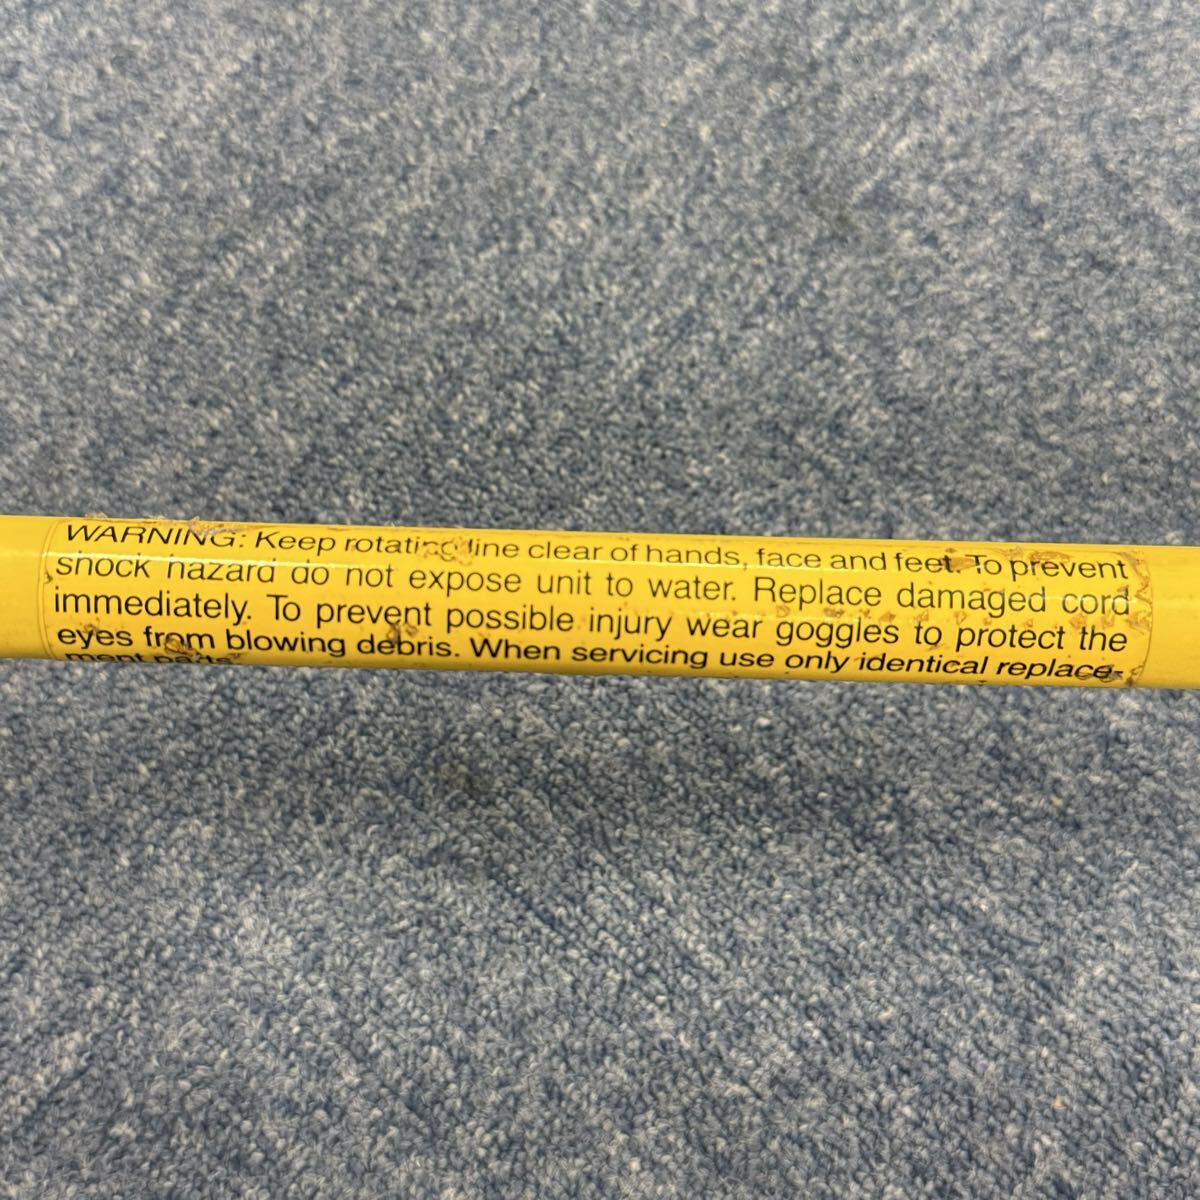 WARNING: Keep rotating line clear of hands, face and feet. To prevent
shock hazard do not expose unit to water. Replace damaged cord
immediately. To prevent possible injury wear goggles to protect the
eyes from blowing debris. When servicing use only identical replace-
ment parts.